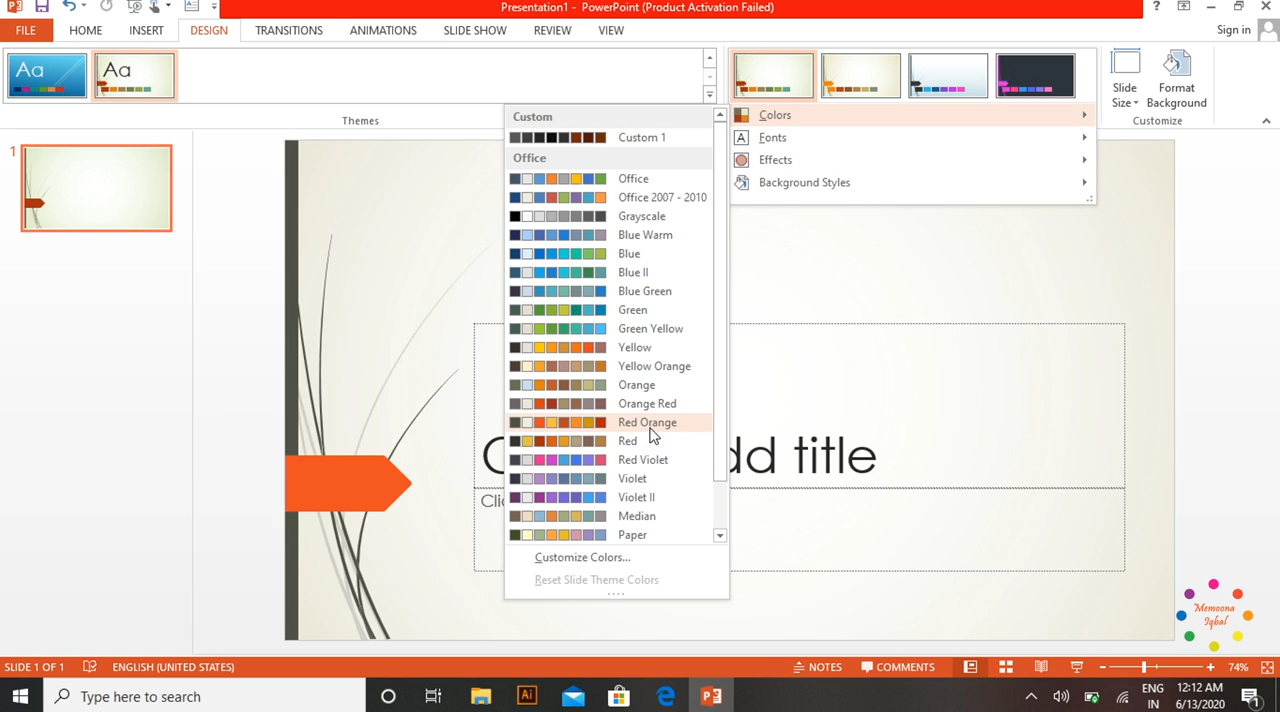 Presentation1 - PowerPoint (Product Activation Failed)
?
FILE HOME INSERT DESIGN TRANSITIONS ANIMATIONS SLIDE SHOW REVIEW VIEW Sign in
Aa Aa
Slide Size Format Background
Themes Customize
Colors
Fonts
Effects
Background Styles
Custom
Custom 1
Office
Office
Office 2007 - 2010
Grayscale
Blue Warm
Blue
Blue II
Blue Green
Green
Green Yellow
Yellow
Yellow Orange
Orange
Orange Red
Red Orange
Red
Red Violet
Violet
Violet II
Median
Paper
Customize Colors...
Reset Slide Theme Colors
1
C dd title
Clic
Memoona
Iqbal
SLIDE 1 OF 1 ENGLISH (UNITED STATES) NOTES COMMENTS 74%
Type here to search
Ai
ENG
IN
12:12 AM
6/13/2020
1